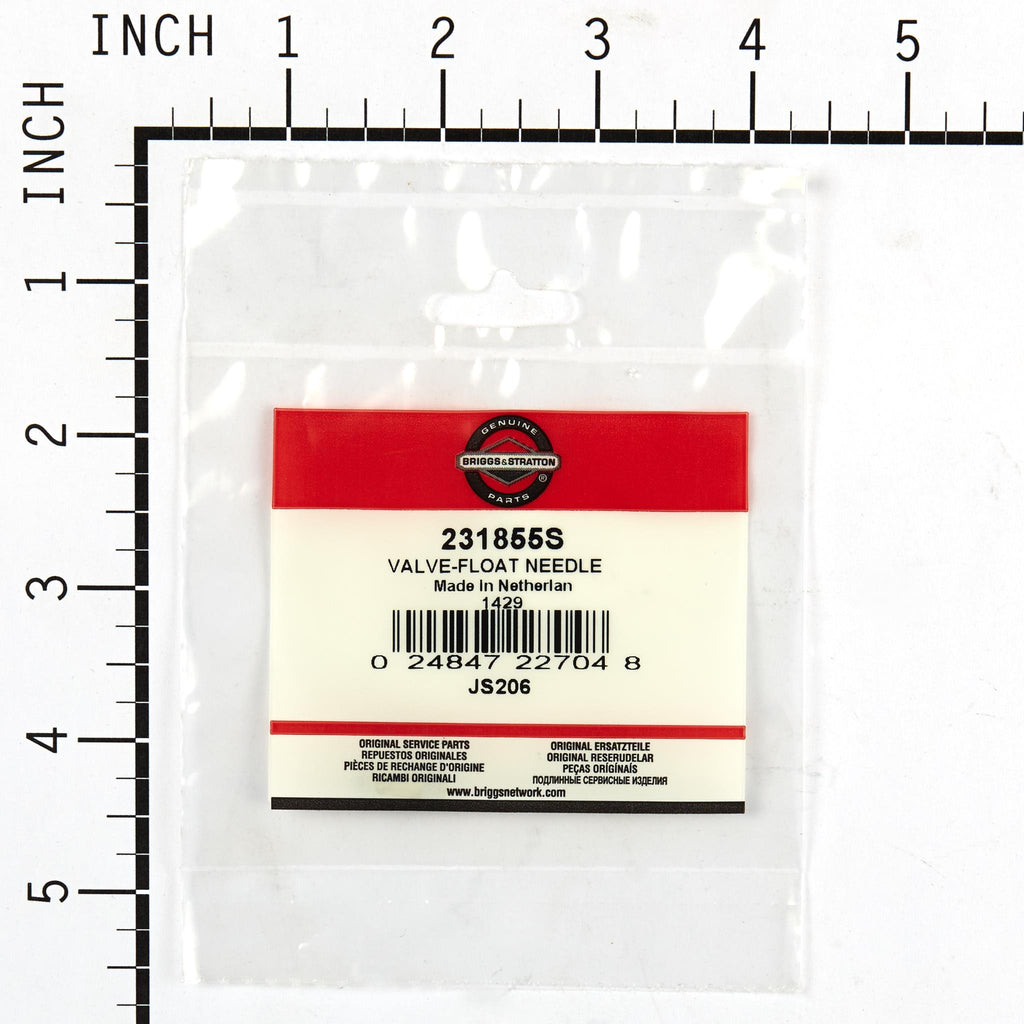 INCH 1 2 3 4 5
INCH
1
2
3
4
5
GENUINE
BRIGGS&STRATTON
®
PARTS
231855S
VALVE-FLOAT NEEDLE
Made In Netherlan
1429
0 24847 22704 8
JS206
ORIGINAL SERVICE PARTS
REPUESTOS ORIGINALES
PIÈCES DE RECHANGE D'ORIGINE
RICAMBI ORIGINALI
ORIGINAL ERSATZTEILE
ORIGINAL RESERUDELAR
PEÇAS ORÍGÍNAÍS
ПОДЛИННЫЕ СЕРВИСНЫЕ ИЗДЕЛИЯ
www.briggsnetwork.com